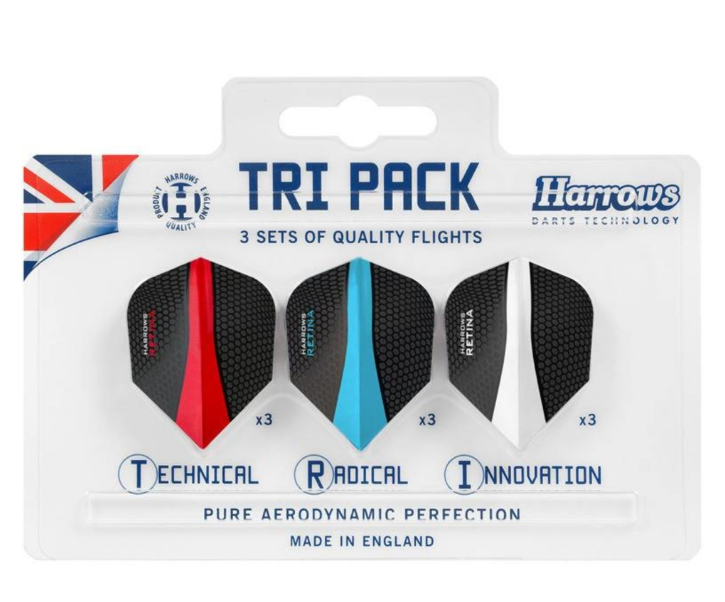 TRI PACK
3 SETS OF QUALITY FLIGHTS
HARROWS ENGLAND
PRODUCT QUALITY
H
Harrows
DARTS TECHNOLOGY
HARROWS
RETINA
HARROWS
RETINA
HARROWS
RETINA
x3
x3
x3
TECHNICAL RADICAL INNOVATION
PURE AERODYNAMIC PERFECTION
MADE IN ENGLAND